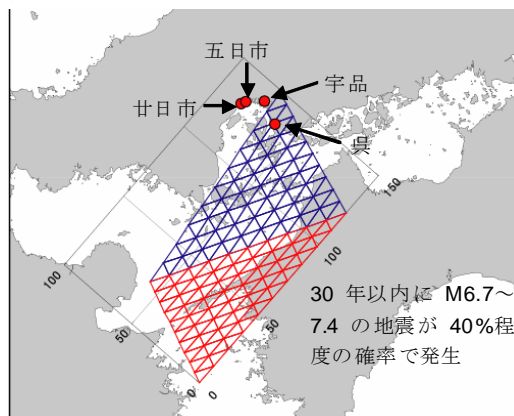 五日市
宇品
廿日市
呉
150
100
100
50
50
0
0
30 年以内に M6.7～
7.4 の地震が 40%程
度の確率で発生